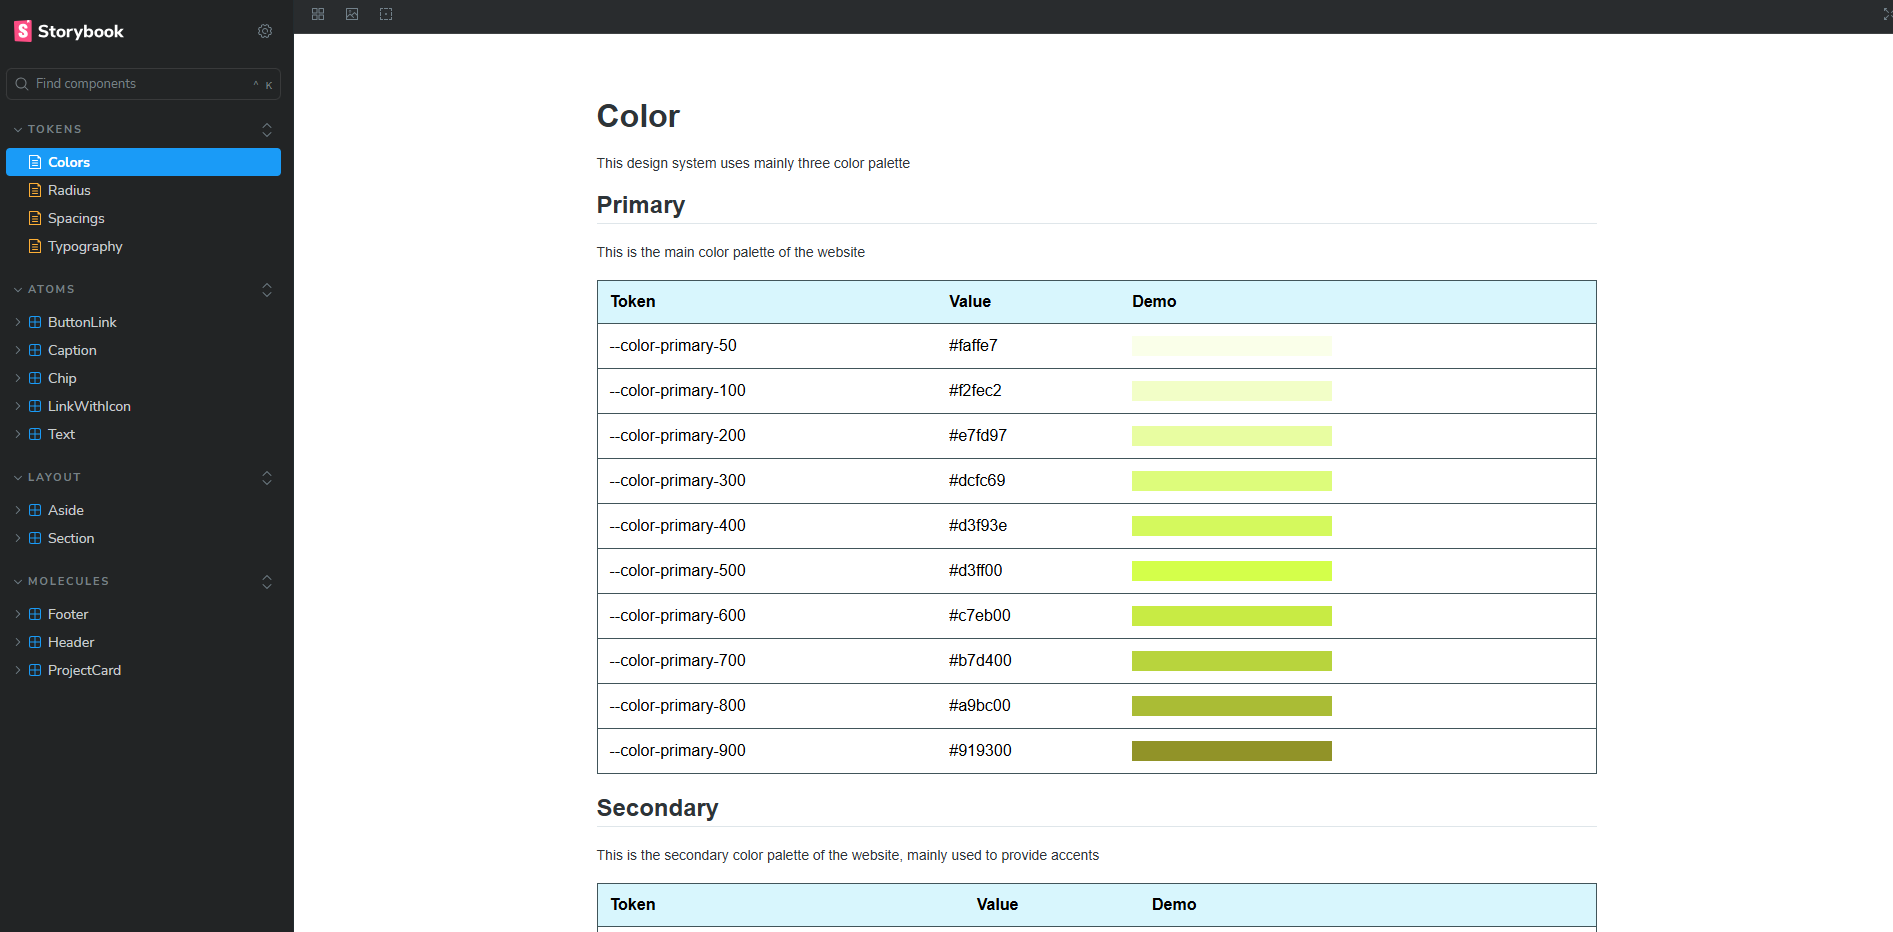 Storybook
Find components
^ K
TOKENS
Colors
Radius
Spacings
Typography
ATOMS
ButtonLink
Caption
Chip
LinkWithIcon
Text
LAYOUT
Aside
Section
MOLECULES
Footer
Header
ProjectCard
Color
This design system uses mainly three color palette
Primary
This is the main color palette of the website
Token Value Demo
--color-primary-50 #faffe7
--color-primary-100 #f2fec2
--color-primary-200 #e7fd97
--color-primary-300 #dcfc69
--color-primary-400 #d3f93e
--color-primary-500 #d3ff00
--color-primary-600 #c7eb00
--color-primary-700 #b7d400
--color-primary-800 #a9bc00
--color-primary-900 #919300
Secondary
This is the secondary color palette of the website, mainly used to provide accents
Token Value Demo